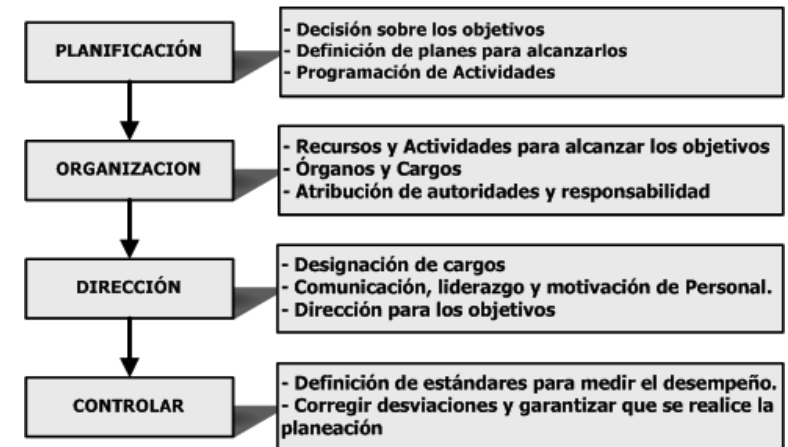 PLANIFICACIÓN
- Decisión sobre los objetivos
- Definición de planes para alcanzarlos
- Programación de Actividades
ORGANIZACION
- Recursos y Actividades para alcanzar los objetivos
- Órganos y Cargos
- Atribución de autoridades y responsabilidad
DIRECCIÓN
- Designación de cargos
- Comunicación, liderazgo y motivación de Personal.
- Dirección para los objetivos
CONTROLAR
- Definición de estándares para medir el desempeño.
- Corregir desviaciones y garantizar que se realice la
planeación